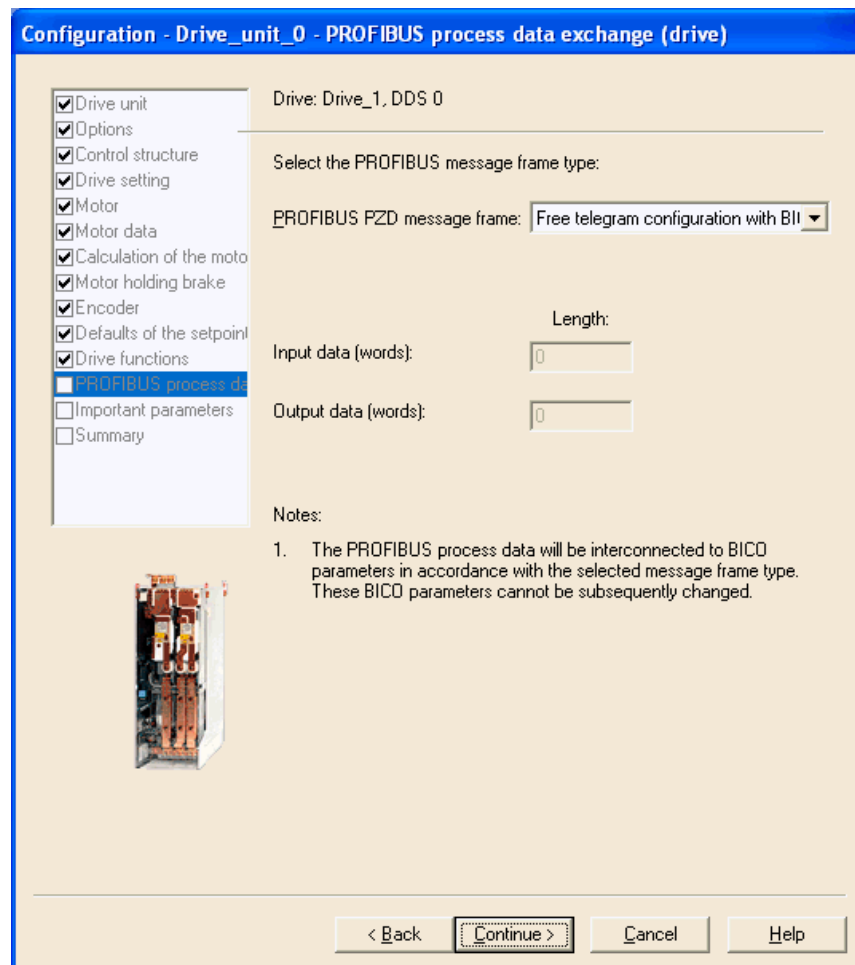 Configuration - Drive_unit_0 - PROFIBUS process data exchange (drive)
Drive unit
Options
Control structure
Drive setting
Motor
Motor data
Calculation of the moto
Motor holding brake
Encoder
Defaults of the setpoint
Drive functions
PROFIBUS process da
Important parameters
Summary
Drive: Drive_1, DDS 0
Select the PROFIBUS message frame type:
PROFIBUS PZD message frame: Free telegram configuration with BI
Length:
Input data (words): 0
Output data (words): 0
Notes:
1. The PROFIBUS process data will be interconnected to BICO
parameters in accordance with the selected message frame type.
These BICO parameters cannot be subsequently changed.
< Back Continue > Cancel Help